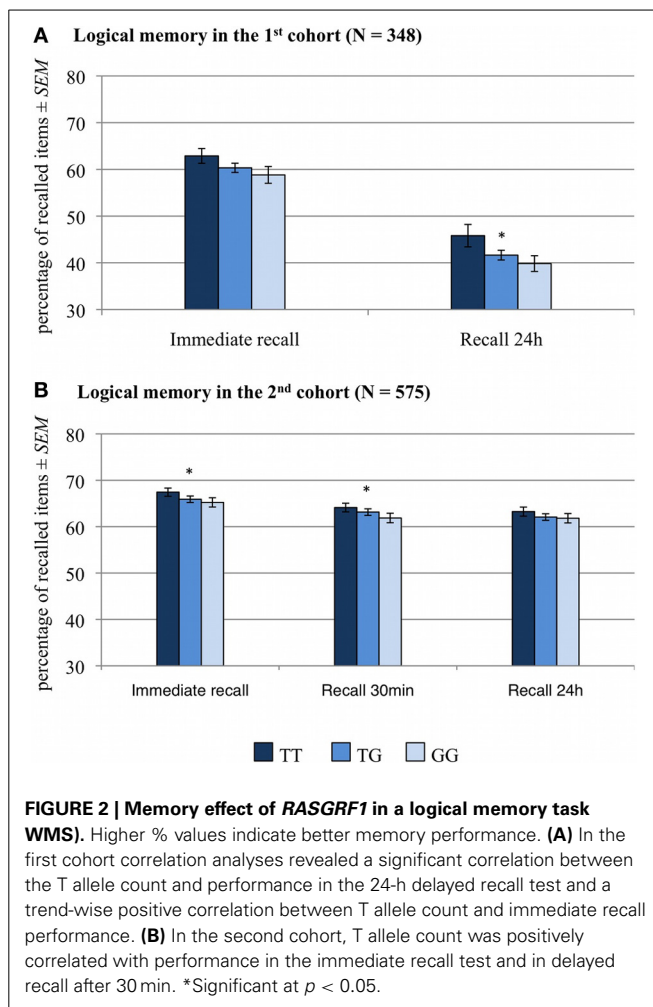 A Logical memory in the 1st cohort (N = 348)
percentage of recalled items ± SEM
80
70
60
50
40
30
*
Immediate recall Recall 24h
B Logical memory in the 2nd cohort (N = 575)
percentage of recalled items ± SEM
80
70
60
50
40
30
* *
Immediate recall Recall 30min Recall 24h
TT TG GG
FIGURE 2 | Memory effect of RASGRF1 in a logical memory task
WMS). Higher % values indicate better memory performance. (A) In the
first cohort correlation analyses revealed a significant correlation between
the T allele count and performance in the 24-h delayed recall test and a
trend-wise positive correlation between T allele count and immediate recall
performance. (B) In the second cohort, T allele count was positively
correlated with performance in the immediate recall test and in delayed
recall after 30 min. *Significant at p < 0.05.